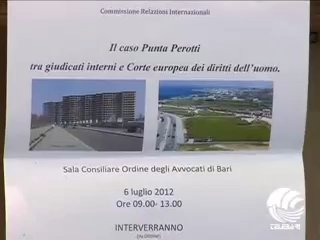 Commissione Relazioni Internazionali
Il caso Punta Perotti
tra giudicati interni e Corte europea dei diritti dell'uomo.
Sala Consiliare Ordine degli Avvocati di Bari
6 luglio 2012
Ore 09.00- 13.00
INTERVERRANNO
TELEBARI